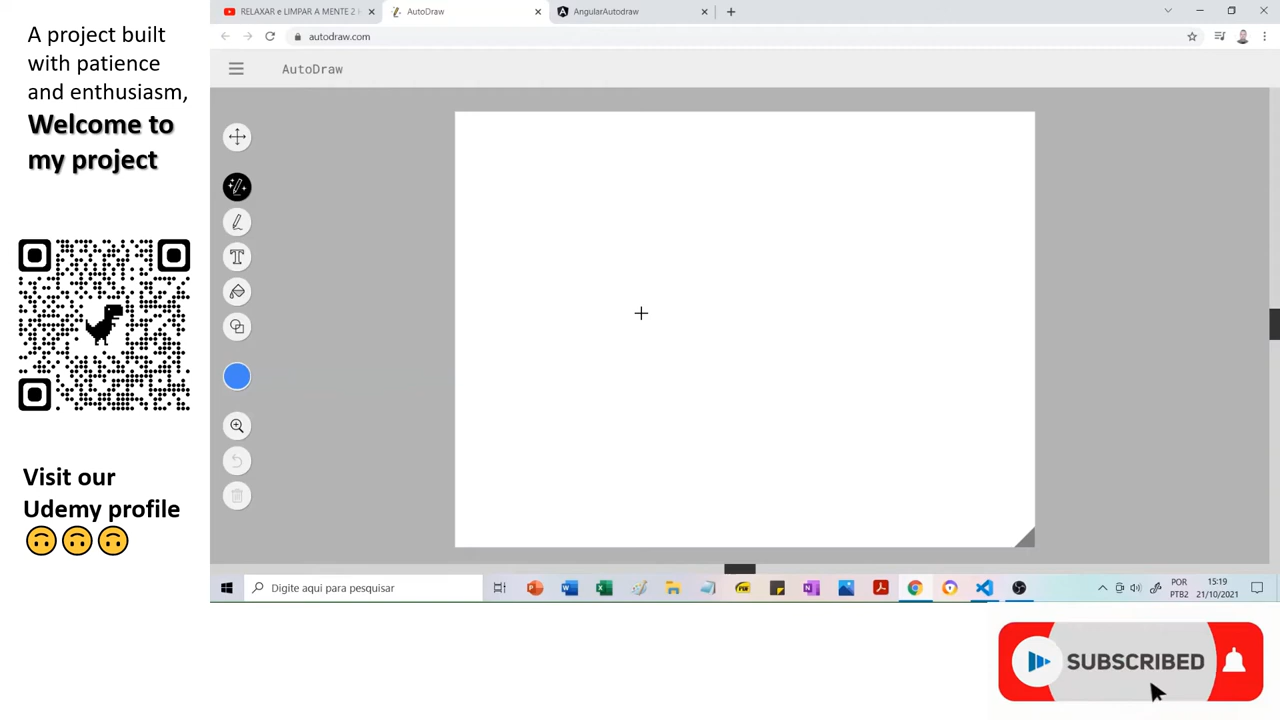 A project built
with patience
and enthusiasm,
Welcome to
my project
Visit our
Udemy profile
RELAXAR e LIMPAR A MENTE 2
AutoDraw
AngularAutodraw
autodraw.com
AutoDraw
Digite aqui para pesquisar
POR
PTB2
15:19
21/10/2021
SUBSCRIBED